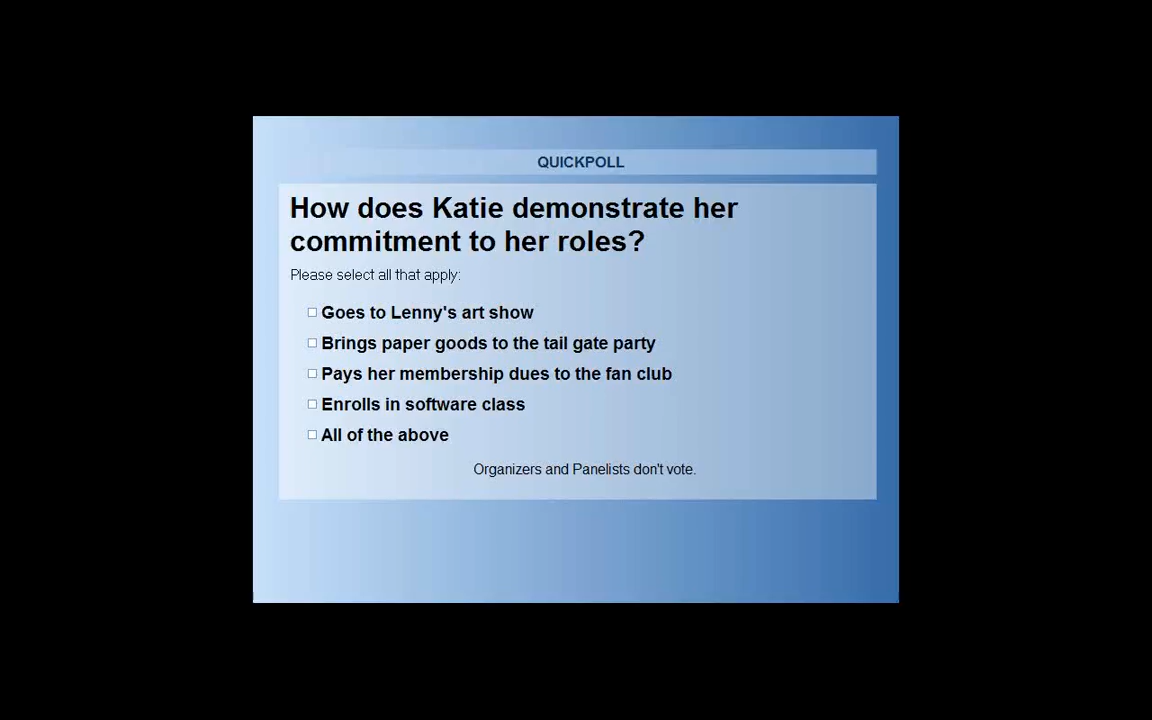 QUICKPOLL
How does Katie demonstrate her
commitment to her roles?
Please select all that apply:
Goes to Lenny's art show
Brings paper goods to the tail gate party
Pays her membership dues to the fan club
Enrolls in software class
All of the above
Organizers and Panelists don't vote.